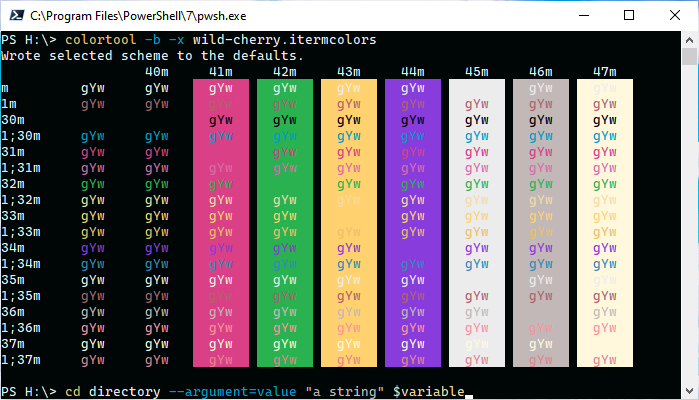 C:\Program Files\PowerShell\7\pwsh.exe
PS H:\> colortool -b -x wild-cherry.itermcolors
Wrote selected scheme to the defaults.
40m 41m 42m 43m 44m 45m 46m 47m
m gYw gYw gYw gYw gYw gYw gYw gYw gYw
1m gYw gYw gYw gYw gYw gYw gYw gYw gYw
30m gYw gYw gYw gYw gYw gYw gYw
1;30m gYw gYw gYw gYw gYw gYw gYw gYw gYw
31m gYw gYw gYw gYw gYw gYw gYw gYw
1;31m gYw gYw gYw gYw gYw gYw gYw gYw gYw
32m gYw gYw gYw gYw gYw gYw gYw gYw
1;32m gYw gYw gYw gYw gYw gYw gYw gYw gYw
33m gYw gYw gYw gYw gYw gYw gYw gYw
1;33m gYw gYw gYw gYw gYw gYw gYw gYw gYw
34m gYw gYw gYw gYw gYw gYw gYw gYw
1;34m gYw gYw gYw gYw gYw gYw gYw gYw gYw
35m gYw gYw gYw gYw gYw gYw gYw gYw
1;35m gYw gYw gYw gYw gYw gYw gYw gYw gYw
36m gYw gYw gYw gYw gYw gYw gYw gYw
1;36m gYw gYw gYw gYw gYw gYw gYw gYw gYw
37m gYw gYw gYw gYw gYw gYw gYw gYw
1;37m gYw gYw gYw gYw gYw gYw gYw gYw gYw
PS H:\> cd directory --argument=value "a string" $variable